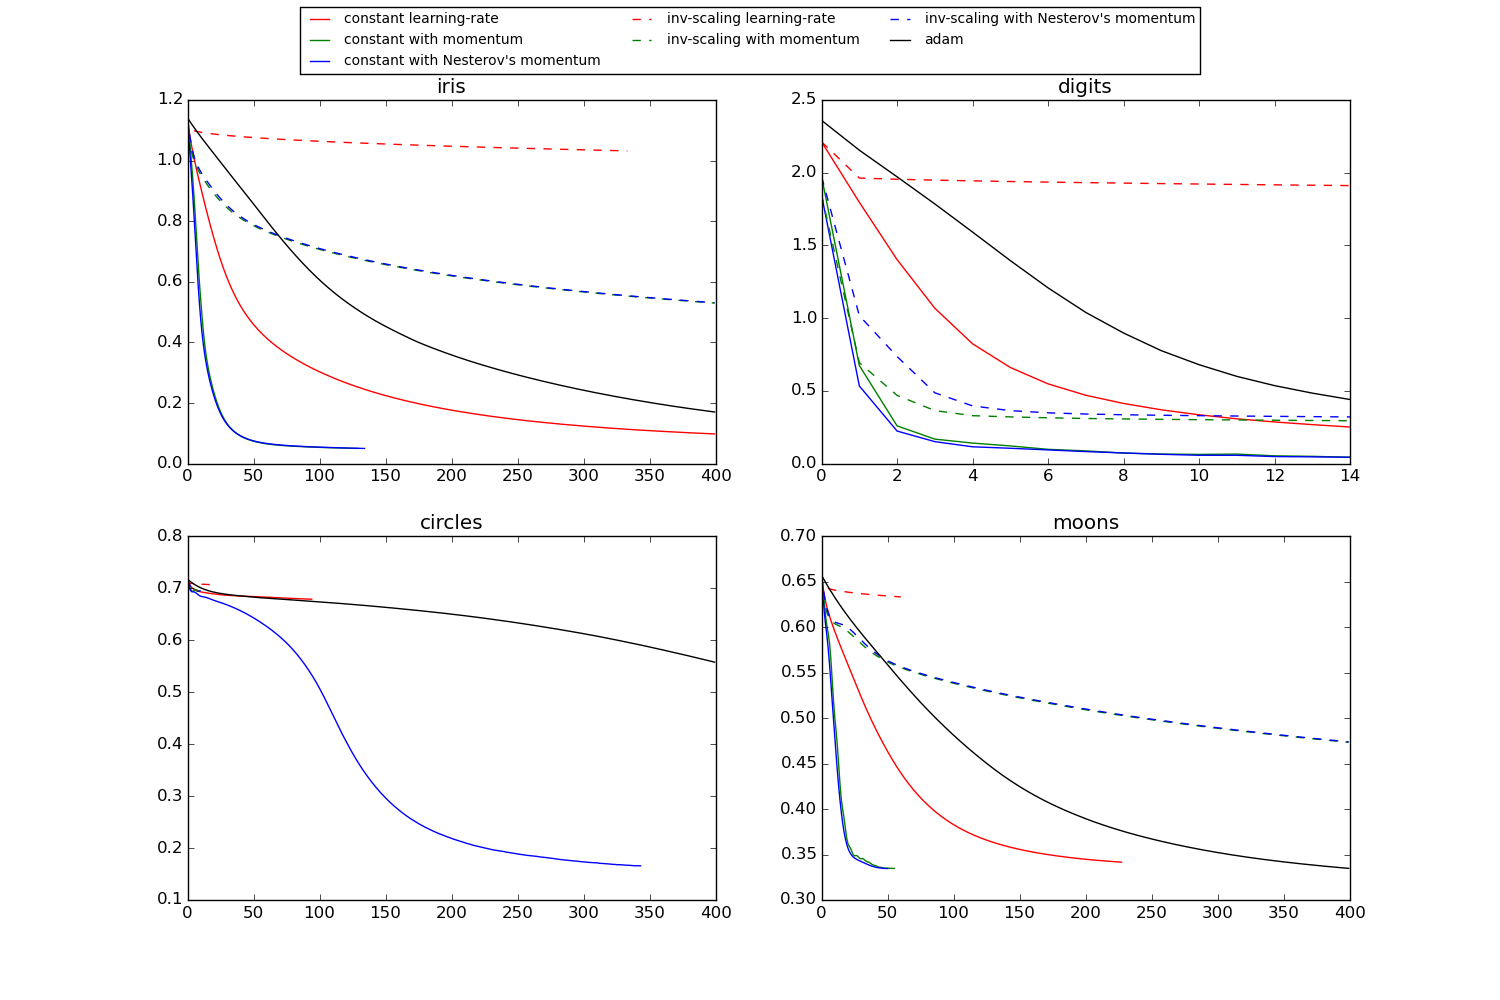 constant learning-rate
constant with momentum
constant with Nesterov's momentum
inv-scaling learning-rate
inv-scaling with momentum
inv-scaling with Nesterov's momentum
adam
iris
1.2
1.0
0.8
0.6
0.4
0.2
0.0
0 50 100 150 200 250 300 350 400
digits
2.5
2.0
1.5
1.0
0.5
0.0
0 2 4 6 8 10 12 14
circles
0.8
0.7
0.6
0.5
0.4
0.3
0.2
0.1
0 50 100 150 200 250 300 350 400
moons
0.70
0.65
0.60
0.55
0.50
0.45
0.40
0.35
0.30
0 50 100 150 200 250 300 350 400